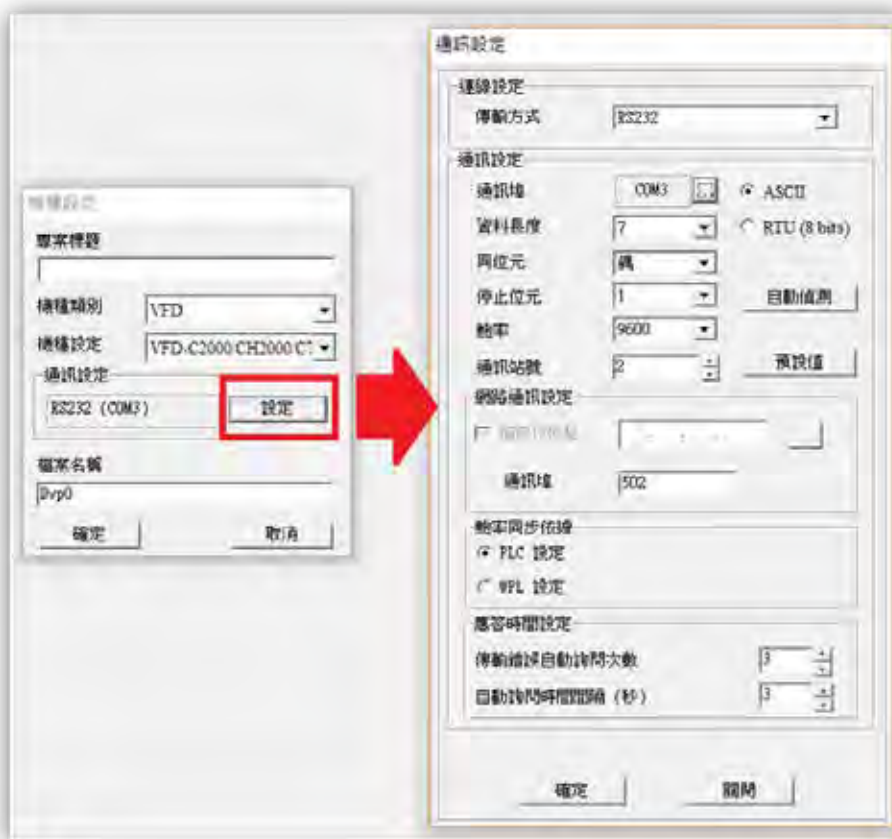 機種設定
專案標題
機種類別 VFD
機種設定 VFD-C2000/CH2000/C7
通訊設定
RS232 (COM3) 設定
檔案名稱
Dvp0
確定 取消
通訊設定
連線設定
傳輸方式 RS232
通訊設定
通訊埠 COM3 ... ASCII
資料長度 7 RTU (8 bits)
同位元 偶
停止位元 1 自動偵測
鮑率 9600
通訊站號 2 預設值
網路通訊設定
通訊埠 502
鮑率同步依據
PLC 設定
WPL 設定
應答時間設定
傳輸錯誤自動詢問次數 3
自動詢問時間間隔 (秒) 3
確定 關閉